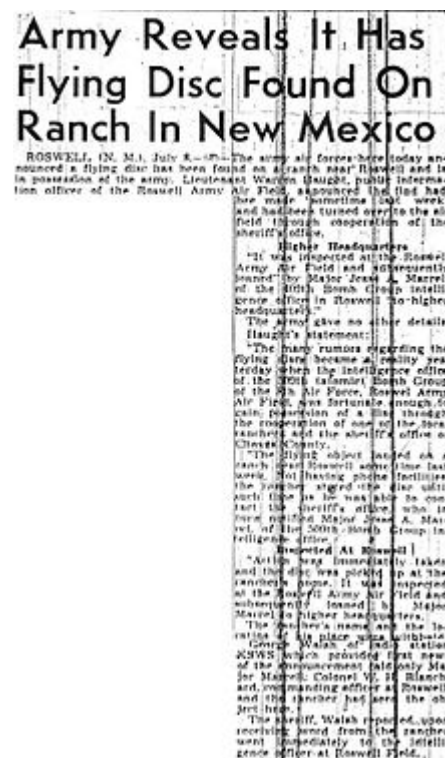 Army Reveals It Has
Flying Disc Found On
Ranch In New Mexico
ROSWELL, (N. M.), July 8.—(AP)—The army air forces here today an-
nounced a flying disc has been found on a ranch near Roswell and is
in possession of the army. Lieutenant Warren Haught, public informa-
tion officer of the Roswell Army Air Field, announced the find had
bee made sometime last week
and had been turned over to the air
field through cooperation of the
sheriff's office.
Higher Headquarters
"It was inspected at the Roswell
Army Air Field and subsequently
loaned" by Major Jesse A. Marcel
of the Bomb Group intelli-
gence office in Roswell "to higher
headquarters."
The army gave no other details
Haught's statement:
"The many rumors regarding the
flying discs became a reality yes-
terday when the intelligence office
of the Bomb Group
of the 8th Air Force, Roswell Army
Air Field, was fortunate enough to
gain possession of a disc through
the cooperation of one of the local
ranchers and the sheriff's office of
County.
"The flying object landed on a
ranch near Roswell sometime last
week. Not having phone facilities
the rancher stored the disc until
such time as he was able to con-
tact the sheriff's office, who in
turn notified Major Jesse A. Mar-
cel, of the 509th Bomb Group In-
telligence office.
Inspected At Roswell
"Action was immediately taken
and the disc was picked up at the
rancher's home. It was inspected
at the Roswell Army Air Field and
subsequently loaned by Major
Marcel to higher headquarters.
The rancher's name and the lo-
cation of his place were withheld
George Walsh of radio station
KSWS which provided first news
of the announcement said only Ma-
jor Marcell, Colonel W. H. Blanch-
ard, commanding officer at Roswell
and the rancher had seen the ob-
ject here.
The sheriff, Walsh reported, upon
receiving word from the rancher
went immediately to the intelli-
gence officer at Roswell Field.